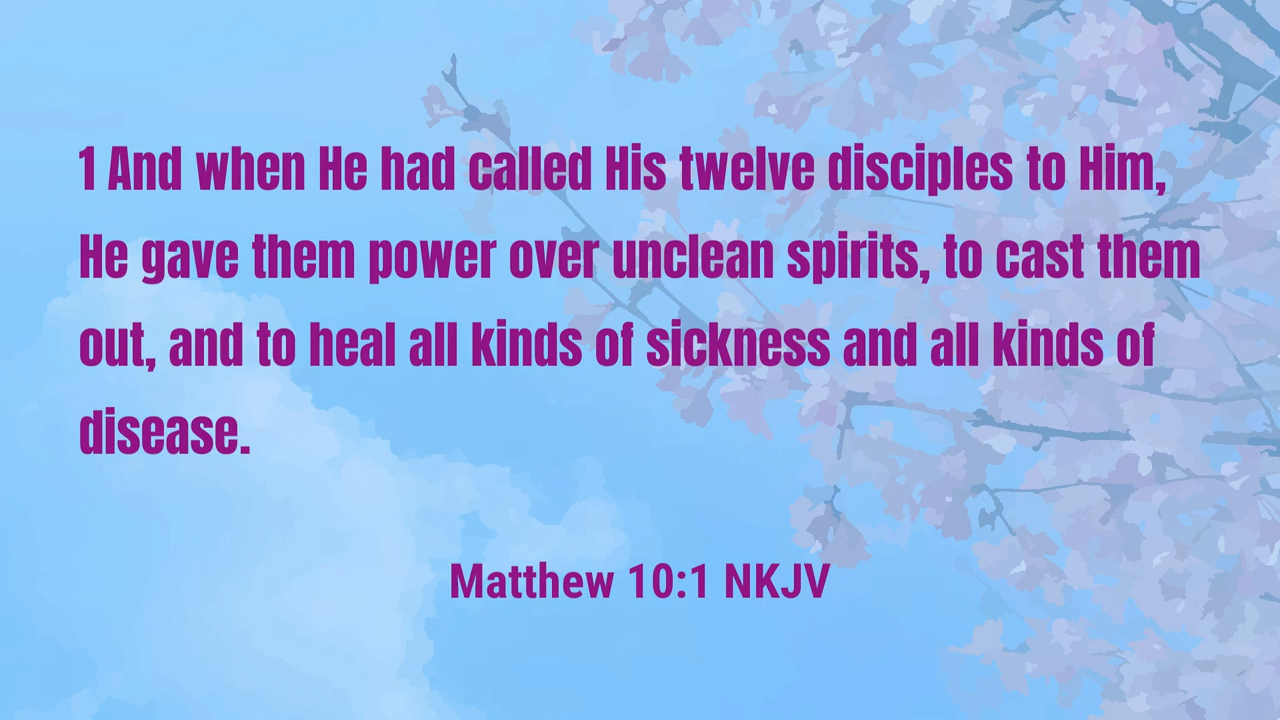 1 And when He had called His twelve disciples to Him,
He gave them power over unclean spirits, to cast them
out, and to heal all kinds of sickness and all kinds of
disease.
Matthew 10:1 NKJV